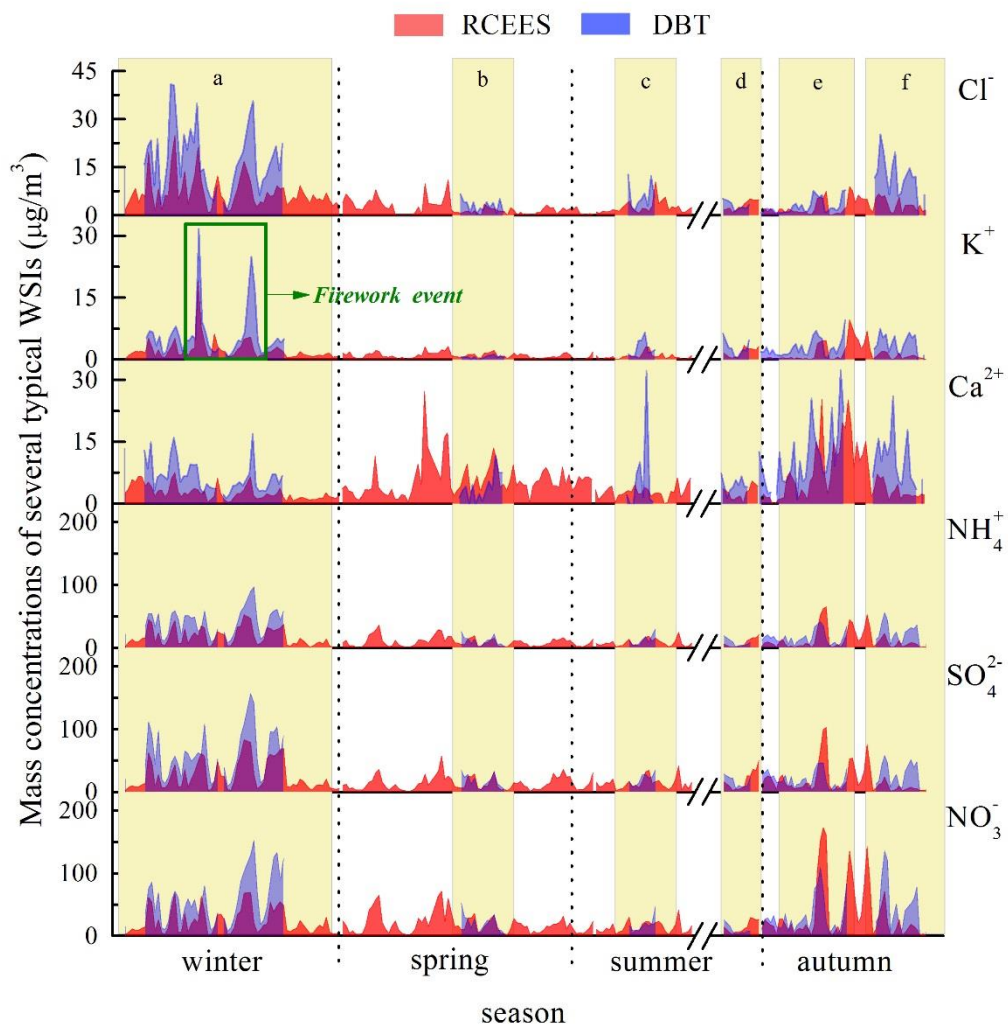 RCEES DBT
Mass concentrations of several typical WSIs (μg/m³)
a b c d e f
45
30
15
0
Cl⁻
30
15
0
K⁺
Firework event
30
15
0
Ca²⁺
200
100
0
NH₄⁺
200
100
0
SO₄²⁻
200
100
0
NO₃⁻
winter spring summer autumn
season